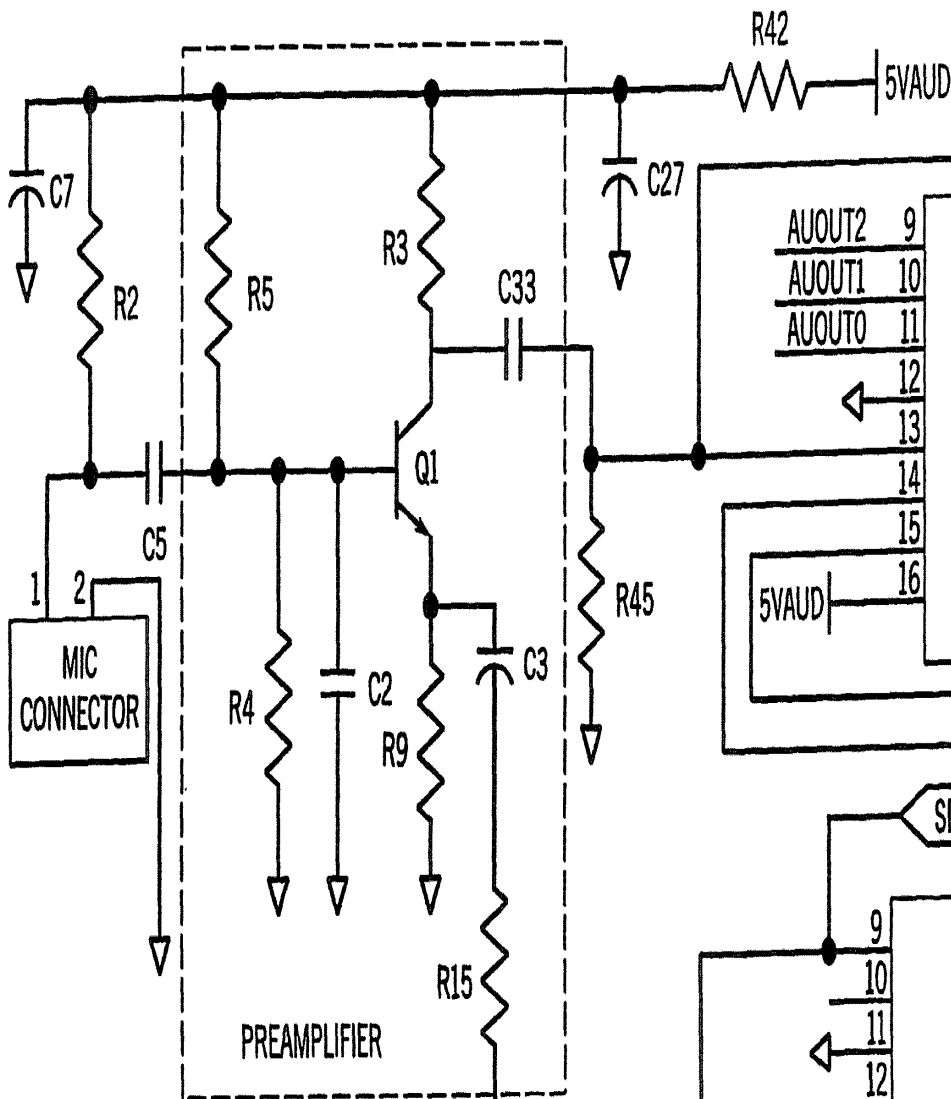 R42
5VAUD
C7
C27
AUOUT2 9
R3
R2
R5
C33
AUOUT1 10
AUOUT0 11
12
13
Q1
14
C5
15
1 2
16
R45
5VAUD
MIC
CONNECTOR
R4
C2
C3
R9
9
R15
10
PREAMPLIFIER
11
12